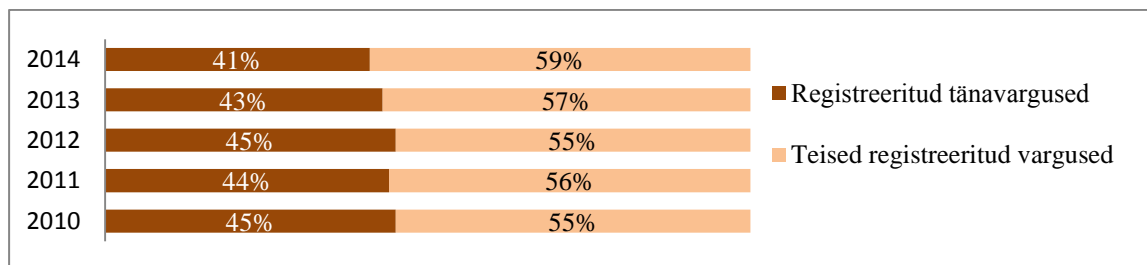 2014 41% 59%
2013 43% 57%
2012 45% 55%
2011 44% 56%
2010 45% 55%
Registreeritud tänavargused
Teised registreeritud vargused